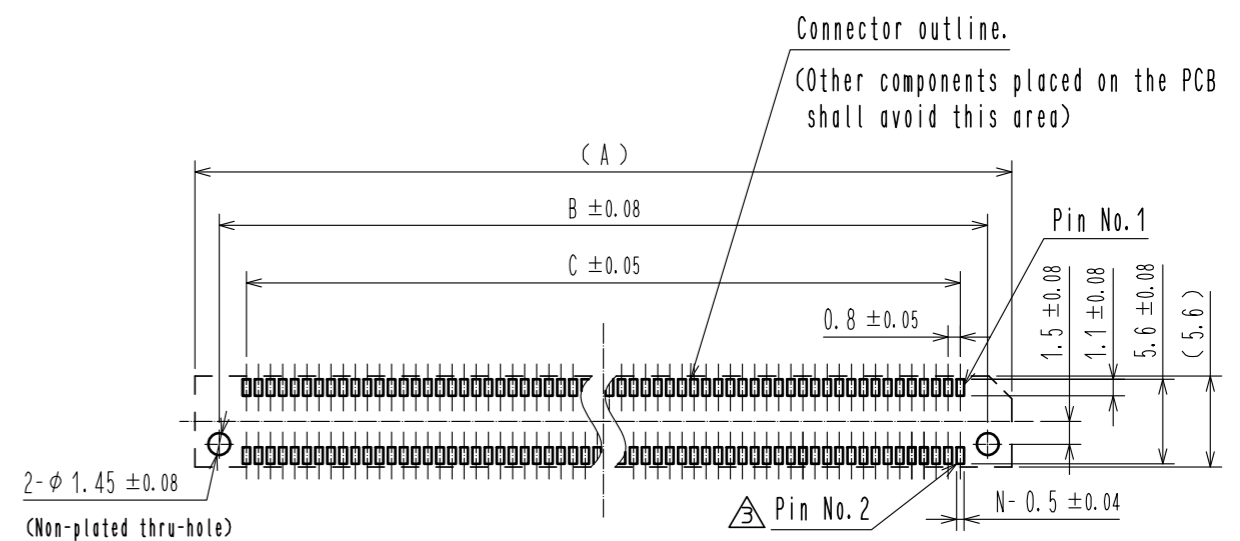 Connector outline.
(Other components placed on the PCB
shall avoid this area)
(A)
B ±0.08
Pin No.1
C ±0.05
0.8 ±0.05
1.5 ±0.08
1.1 ±0.08
5.6 ±0.08
(5.6)
2-φ 1.45 ±0.08
(Non-plated thru-hole)
3 Pin No.2
N- 0.5 ±0.04